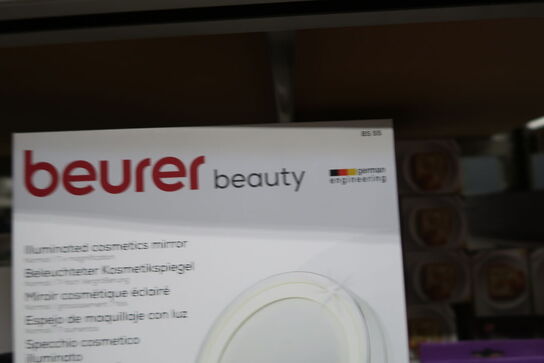 BS 55
beurer beauty
german
engineering
Illuminated cosmetics mirror
Beleuchteter Kosmetikspiegel
Miroir cosmétique éclairé
Espejo de maquillaje con luz
Specchio cosmetico
illuminato